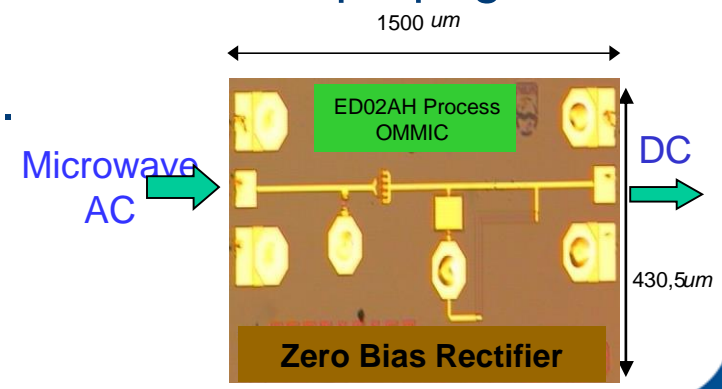 1500 um
ED02AH Process
OMMIC
Microwave
AC
DC
430,5um
Zero Bias Rectifier